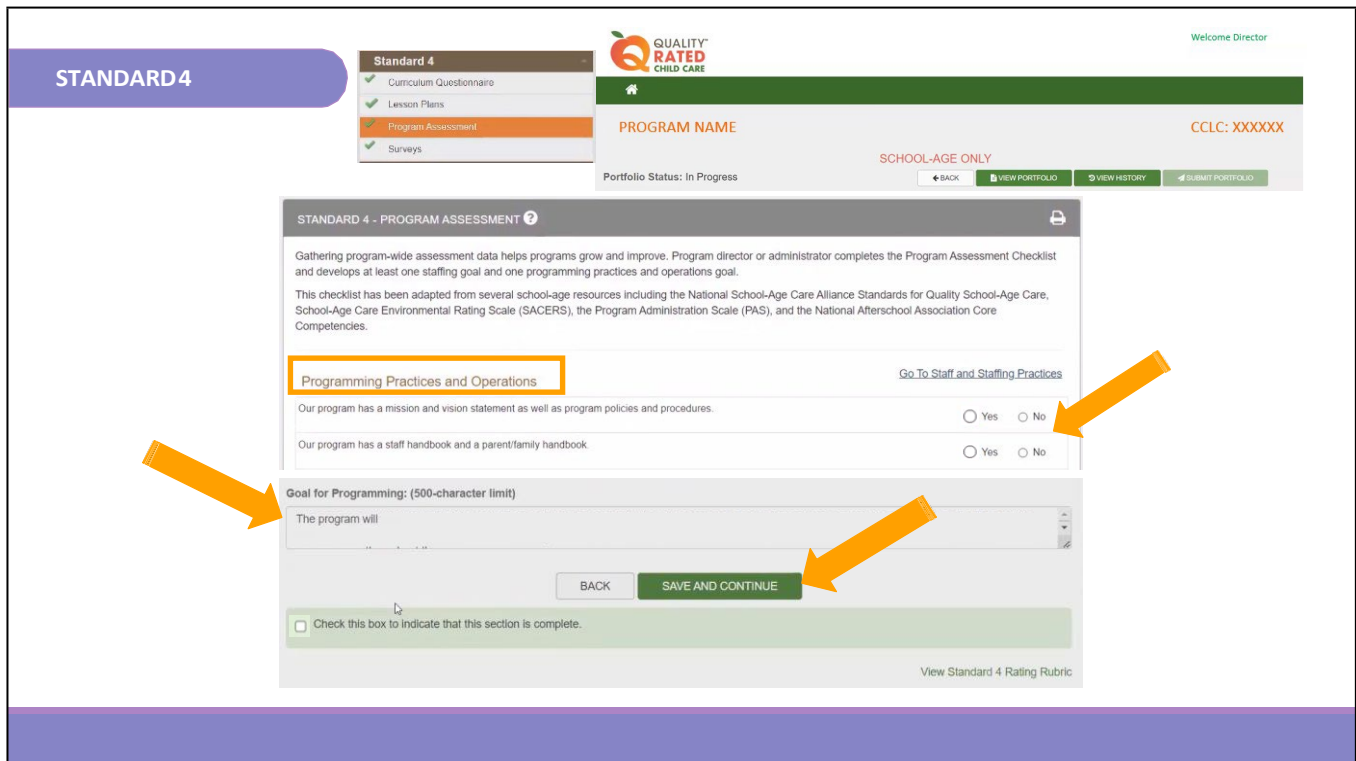 STANDARD 4
Standard 4
Curriculum Questionnaire
Lesson Plans
Program Assessment
Surveys
QUALITY
RATED
CHILD CARE
Welcome Director
PROGRAM NAME
CCLC: XXXXXX
SCHOOL-AGE ONLY
Portfolio Status: In Progress
BACK
VIEW PORTFOLIO
VIEW HISTORY
SUBMIT PORTFOLIO
STANDARD 4 - PROGRAM ASSESSMENT ?
Gathering program-wide assessment data helps programs grow and improve. Program director or administrator completes the Program Assessment Checklist
and develops at least one staffing goal and one programming practices and operations goal.
This checklist has been adapted from several school-age resources including the National School-Age Care Alliance Standards for Quality School-Age Care,
School-Age Care Environmental Rating Scale (SACERS), the Program Administration Scale (PAS), and the National Afterschool Association Core
Competencies.
Programming Practices and Operations
Go To Staff and Staffing Practices
Our program has a mission and vision statement as well as program policies and procedures.
Yes No
Our program has a staff handbook and a parent/family handbook.
Yes No
Goal for Programming: (500-character limit)
The program will
BACK
SAVE AND CONTINUE
Check this box to indicate that this section is complete.
View Standard 4 Rating Rubric